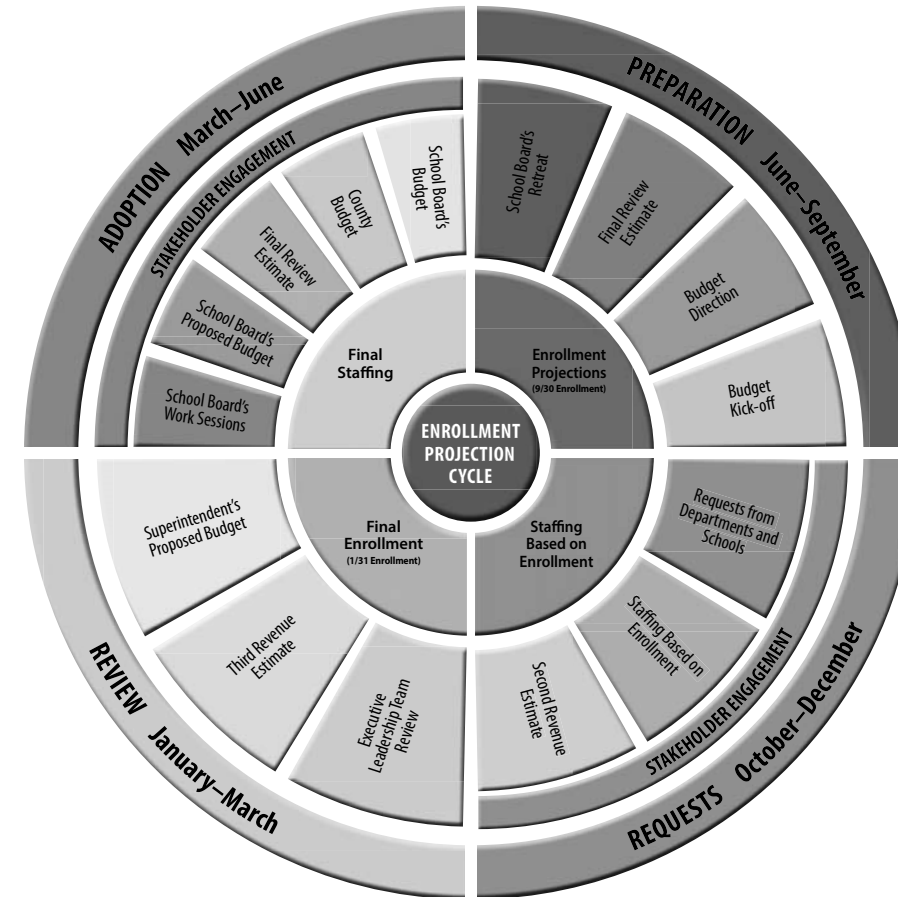 ADOPTION March–June
STAKEHOLDER ENGAGEMENT
School Board's
Work Sessions
School Board's
Proposed Budget
Final Review
Estimate
County
Budget
School Board's
Budget
Final
Staffing
PREPARATION June–September
School Board's
Retreat
Final Review
Estimate
Budget
Direction
Budget
Kick-off
Enrollment
Projections
(9/30 Enrollment)
ENROLLMENT
PROJECTION
CYCLE
REQUESTS October–December
STAKEHOLDER ENGAGEMENT
Requests from
Departments and
Schools
Staffing Based on
Enrollment
Second Revenue
Estimate
Staffing
Based on
Enrollment
REVIEW January–March
Executive
Leadership Team
Review
Third Revenue
Estimate
Superintendent's
Proposed Budget
Final
Enrollment
(1/31 Enrollment)